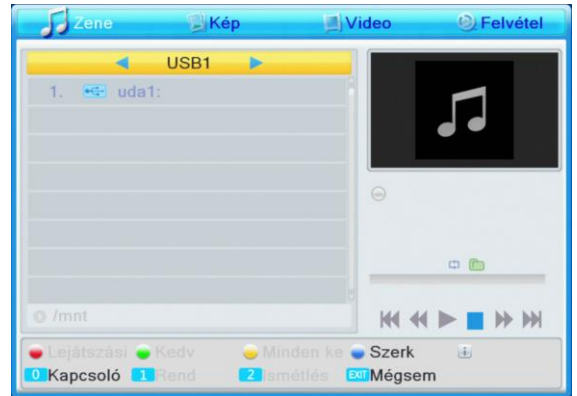 Zene Kép Video Felvétel
USB1
1. uda1:
/mnt
Lejátszási Kedv Minden ke Szerk
0 Kapcsoló 1 Rend 2 Ismétlés EXIT Mégsem